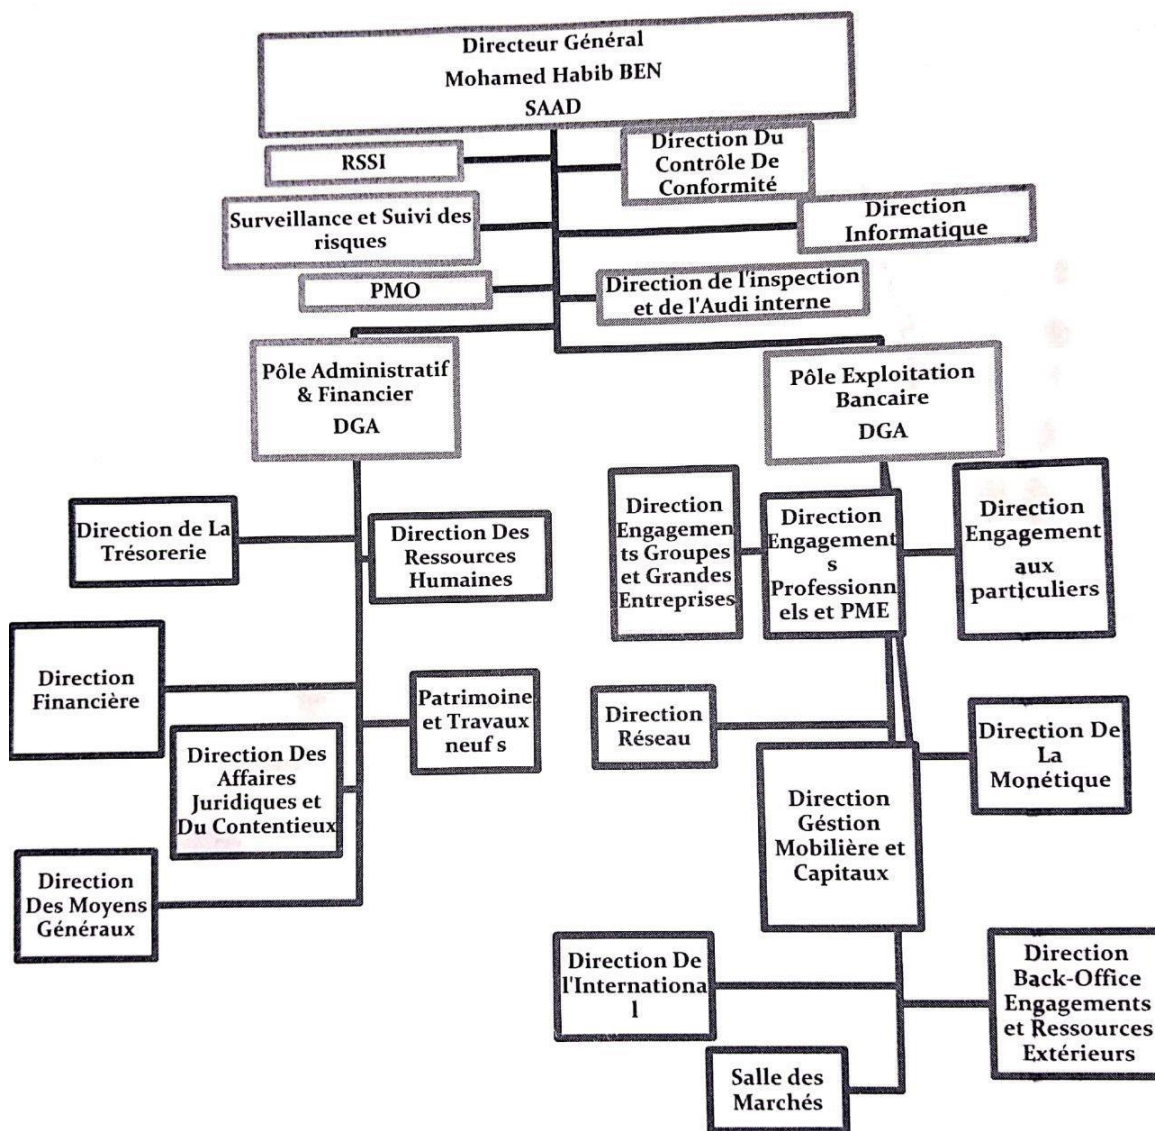 Directeur Général
Mohamed Habib BEN
SAAD
RSSI
Direction Du
Contrôle De
Conformité
Surveillance et Suivi des
risques
Direction
Informatique
PMO
Direction de l'inspection
et de l'Audi interne
Pôle Administratif
& Financier
DGA
Pôle Exploitation
Bancaire
DGA
Direction de La
Trésorerie
Direction Des
Ressources
Humaines
Direction
Financière
Patrimoine
et Travaux
neuf s
Direction Des
Affaires
Juridiques et
Du Contentieux
Direction
Des Moyens
Généraux
Direction
Engagemen
ts Groupes
et Grandes
Entreprises
Direction
Engagement
s
Professionn
els et PME
Direction
Engagement
aux
particuliers
Direction
Réseau
Direction De
La
Monétique
Direction
Géstion
Mobilière et
Capitaux
Direction De
l'Internationa
l
Direction
Back-Office
Engagements
et Ressources
Extérieurs
Salle des
Marchés